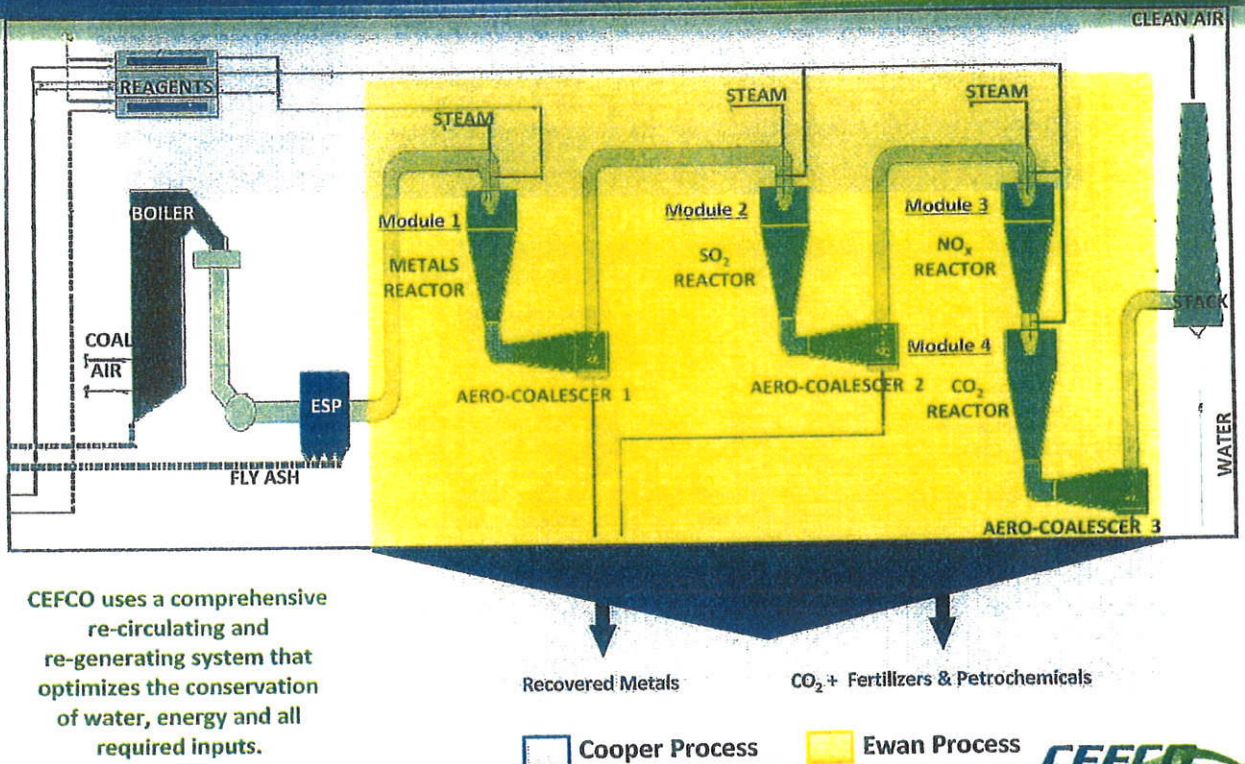 CLEAN AIR
REAGENTS
STEAM
STEAM
STEAM
BOILER
Module 1
METALS
REACTOR
Module 2
SO₂
REACTOR
Module 3
NOₓ
REACTOR
STACK
COAL
AIR
ESP
FLY ASH
AERO-COALESCER 1
AERO-COALESCER 2
Module 4
CO₂
REACTOR
WATER
AERO-COALESCER 3
CEFCO uses a comprehensive
re-circulating and
re-generating system that
optimizes the conservation
of water, energy and all
required inputs.
Recovered Metals
CO₂ + Fertilizers & Petrochemicals
Cooper Process
Ewan Process
CEFCO